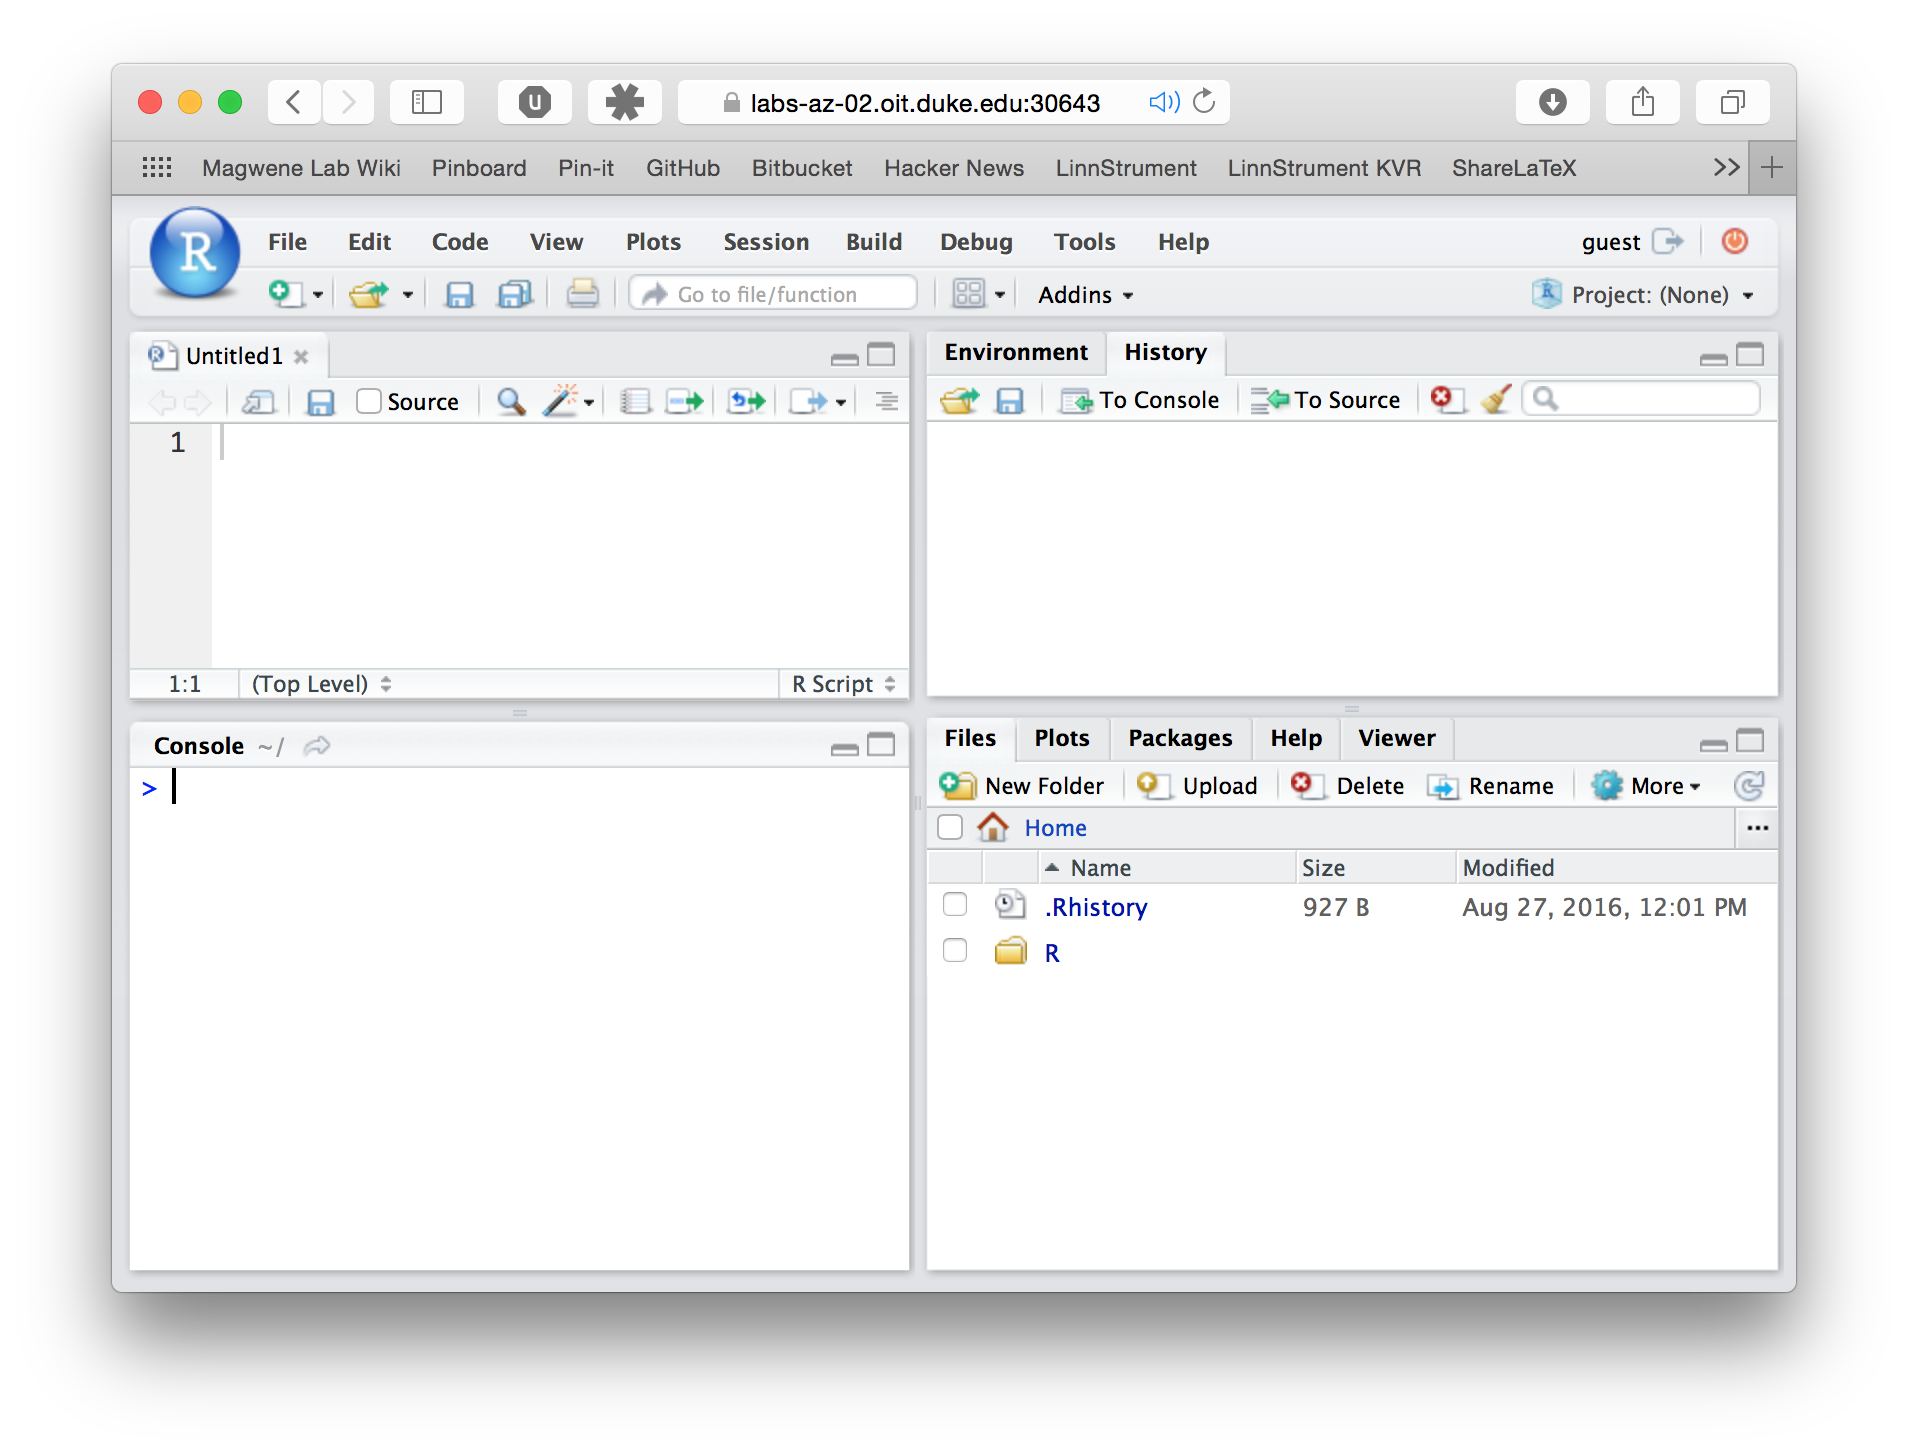 labs-az-02.oit.duke.edu:30643
Magwene Lab Wiki Pinboard Pin-it GitHub Bitbucket Hacker News LinnStrument LinnStrument KVR ShareLaTeX >>
R File Edit Code View Plots Session Build Debug Tools Help guest
Go to file/function Addins Project: (None)
Untitled1
Source
1
1:1 (Top Level) R Script
Environment History
To Console To Source
Console ~/
>
Files Plots Packages Help Viewer
New Folder Upload Delete Rename More
Home ...
Name Size Modified
.Rhistory 927 B Aug 27, 2016, 12:01 PM
R